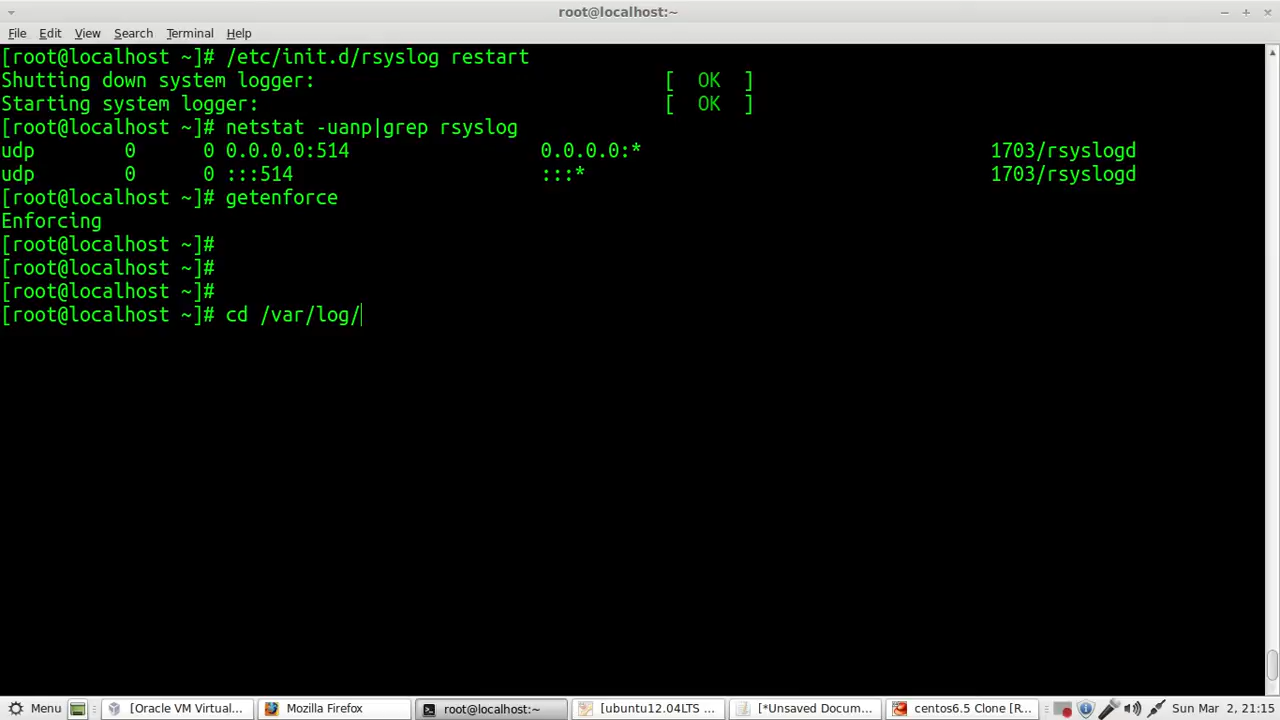 root@localhost:~
File Edit View Search Terminal Help
[root@localhost ~]# /etc/init.d/rsyslog restart
Shutting down system logger: [ OK ]
Starting system logger: [ OK ]
[root@localhost ~]# netstat -uanp|grep rsyslog
udp 0 0 0.0.0.0:514 0.0.0.0:* 1703/rsyslogd
udp 0 0 :::514 :::* 1703/rsyslogd
[root@localhost ~]# getenforce
Enforcing
[root@localhost ~]#
[root@localhost ~]#
[root@localhost ~]#
[root@localhost ~]# cd /var/log/
Menu [Oracle VM Virtual... Mozilla Firefox root@localhost:~ [ubuntu12.04LTS ... [*Unsaved Docum... centos6.5 Clone [R... Sun Mar 2, 21:15